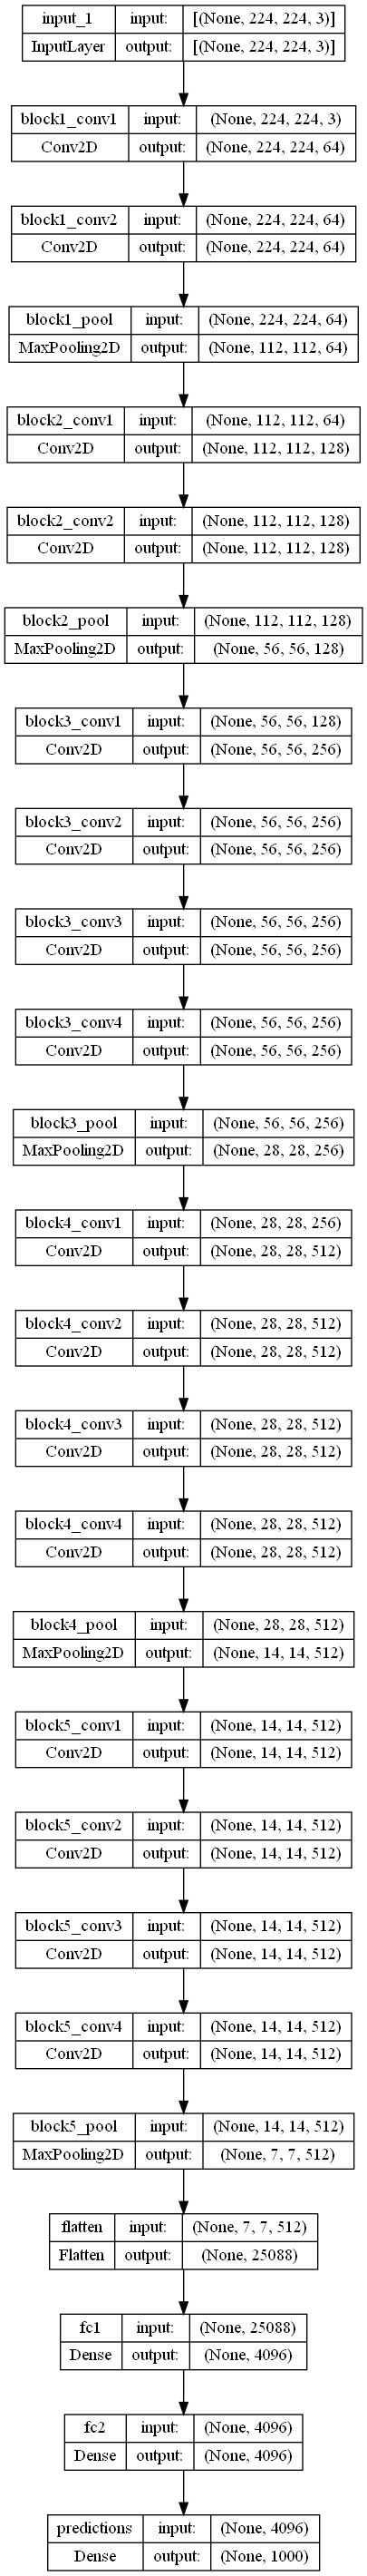 input_1 input: [(None, 224, 224, 3)]
InputLayer output: [(None, 224, 224, 3)]
block1_conv1 input: (None, 224, 224, 3)
Conv2D output: (None, 224, 224, 64)
block1_conv2 input: (None, 224, 224, 64)
Conv2D output: (None, 224, 224, 64)
block1_pool input: (None, 224, 224, 64)
MaxPooling2D output: (None, 112, 112, 64)
block2_conv1 input: (None, 112, 112, 64)
Conv2D output: (None, 112, 112, 128)
block2_conv2 input: (None, 112, 112, 128)
Conv2D output: (None, 112, 112, 128)
block2_pool input: (None, 112, 112, 128)
MaxPooling2D output: (None, 56, 56, 128)
block3_conv1 input: (None, 56, 56, 128)
Conv2D output: (None, 56, 56, 256)
block3_conv2 input: (None, 56, 56, 256)
Conv2D output: (None, 56, 56, 256)
block3_conv3 input: (None, 56, 56, 256)
Conv2D output: (None, 56, 56, 256)
block3_conv4 input: (None, 56, 56, 256)
Conv2D output: (None, 56, 56, 256)
block3_pool input: (None, 56, 56, 256)
MaxPooling2D output: (None, 28, 28, 256)
block4_conv1 input: (None, 28, 28, 256)
Conv2D output: (None, 28, 28, 512)
block4_conv2 input: (None, 28, 28, 512)
Conv2D output: (None, 28, 28, 512)
block4_conv3 input: (None, 28, 28, 512)
Conv2D output: (None, 28, 28, 512)
block4_conv4 input: (None, 28, 28, 512)
Conv2D output: (None, 28, 28, 512)
block4_pool input: (None, 28, 28, 512)
MaxPooling2D output: (None, 14, 14, 512)
block5_conv1 input: (None, 14, 14, 512)
Conv2D output: (None, 14, 14, 512)
block5_conv2 input: (None, 14, 14, 512)
Conv2D output: (None, 14, 14, 512)
block5_conv3 input: (None, 14, 14, 512)
Conv2D output: (None, 14, 14, 512)
block5_conv4 input: (None, 14, 14, 512)
Conv2D output: (None, 14, 14, 512)
block5_pool input: (None, 14, 14, 512)
MaxPooling2D output: (None, 7, 7, 512)
flatten input: (None, 7, 7, 512)
Flatten output: (None, 25088)
fc1 input: (None, 25088)
Dense output: (None, 4096)
fc2 input: (None, 4096)
Dense output: (None, 4096)
predictions input: (None, 4096)
Dense output: (None, 1000)